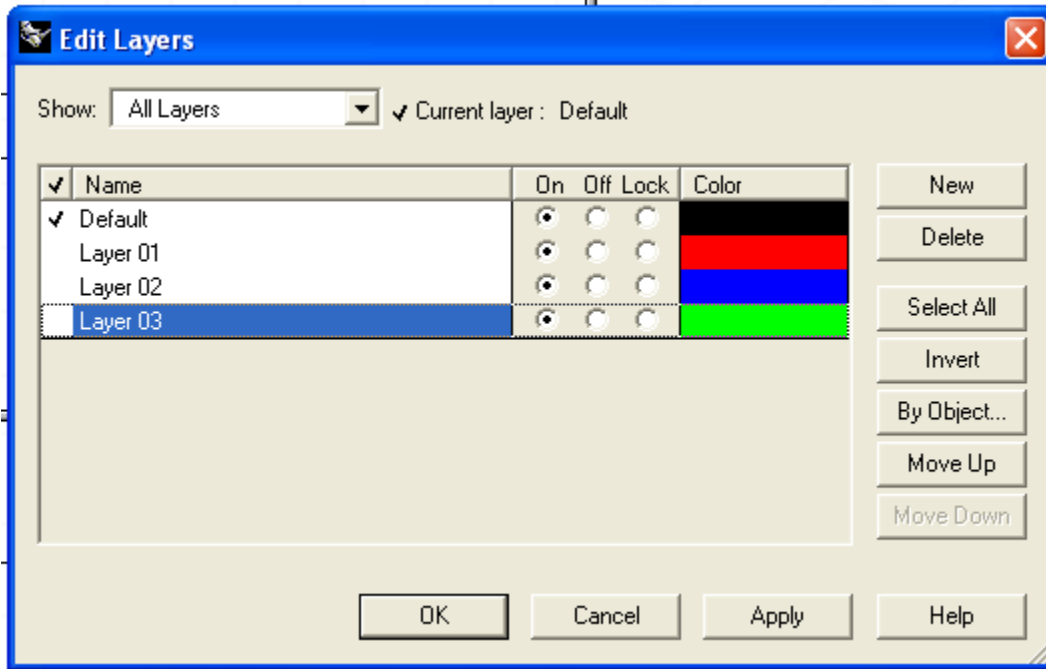 Edit Layers
Show: All Layers Current layer : Default
Name On Off Lock Color
Default
Layer 01
Layer 02
Layer 03
New
Delete
Select All
Invert
By Object...
Move Up
Move Down
OK Cancel Apply Help